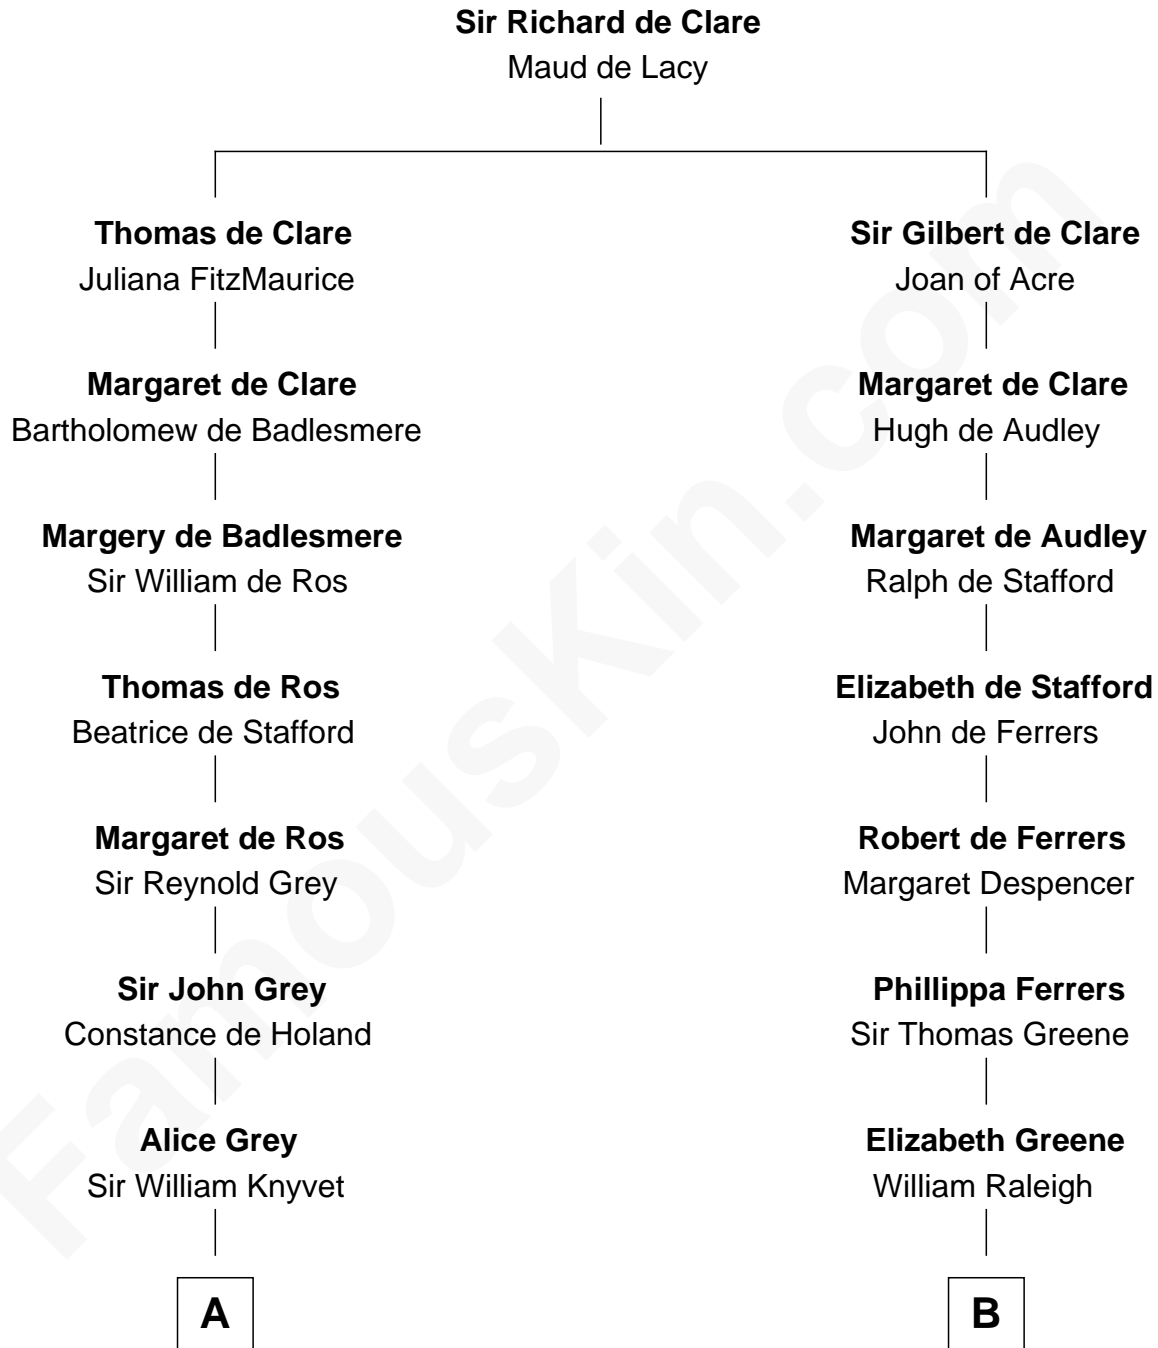 Sir Richard de Clare
Maud de Lacy
Thomas de Clare
Juliana FitzMaurice
Sir Gilbert de Clare
Joan of Acre
Margaret de Clare
Bartholomew de Badlesmere
Margaret de Clare
Hugh de Audley
Margery de Badlesmere
Sir William de Ros
Margaret de Audley
Ralph de Stafford
Thomas de Ros
Beatrice de Stafford
Elizabeth de Stafford
John de Ferrers
Margaret de Ros
Sir Reynold Grey
Robert de Ferrers
Margaret Despencer
Sir John Grey
Constance de Holand
Phillippa Ferrers
Sir Thomas Greene
Alice Grey
Sir William Knyvet
Elizabeth Greene
William Raleigh
A
B
FamousKin.com